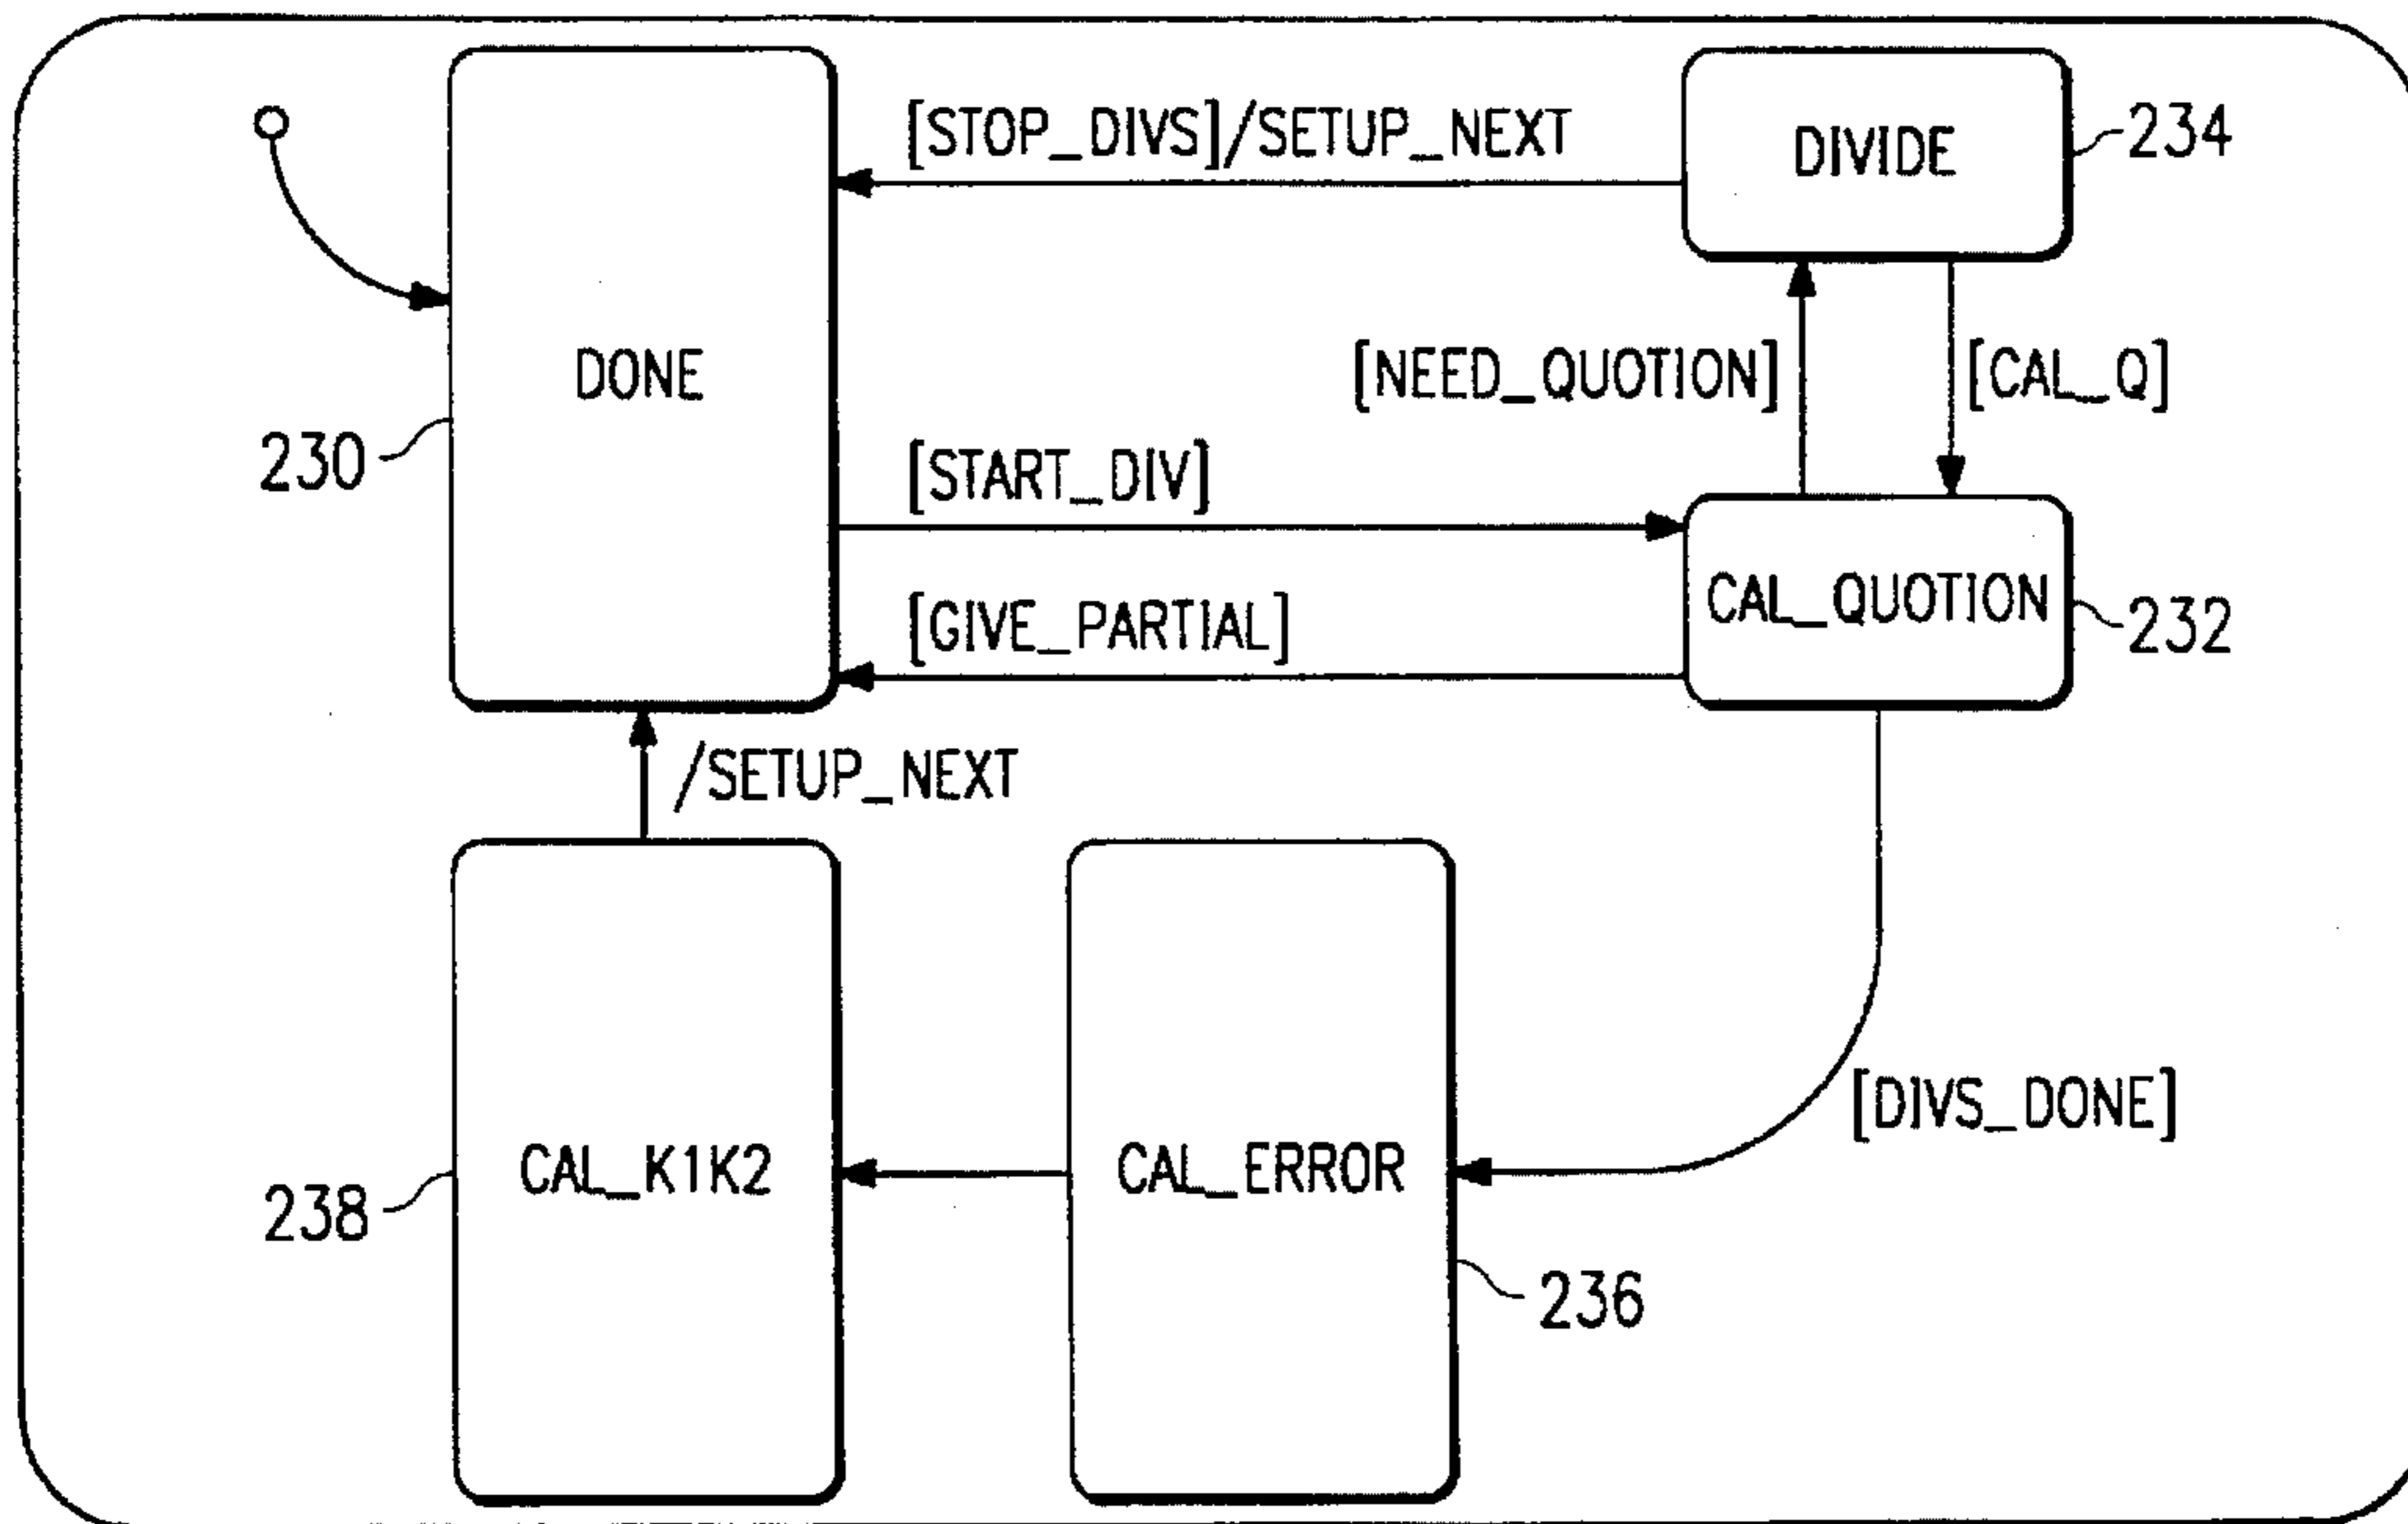 [STOP_DIVS]/SETUP_NEXT
DIVIDE
234
DONE
[NEED_QUOTION]
[CAL_Q]
230
[START_DIV]
CAL_QUOTION
232
[GIVE_PARTIAL]
/SETUP_NEXT
[DIVS_DONE]
CAL_K1K2
CAL_ERROR
238
236